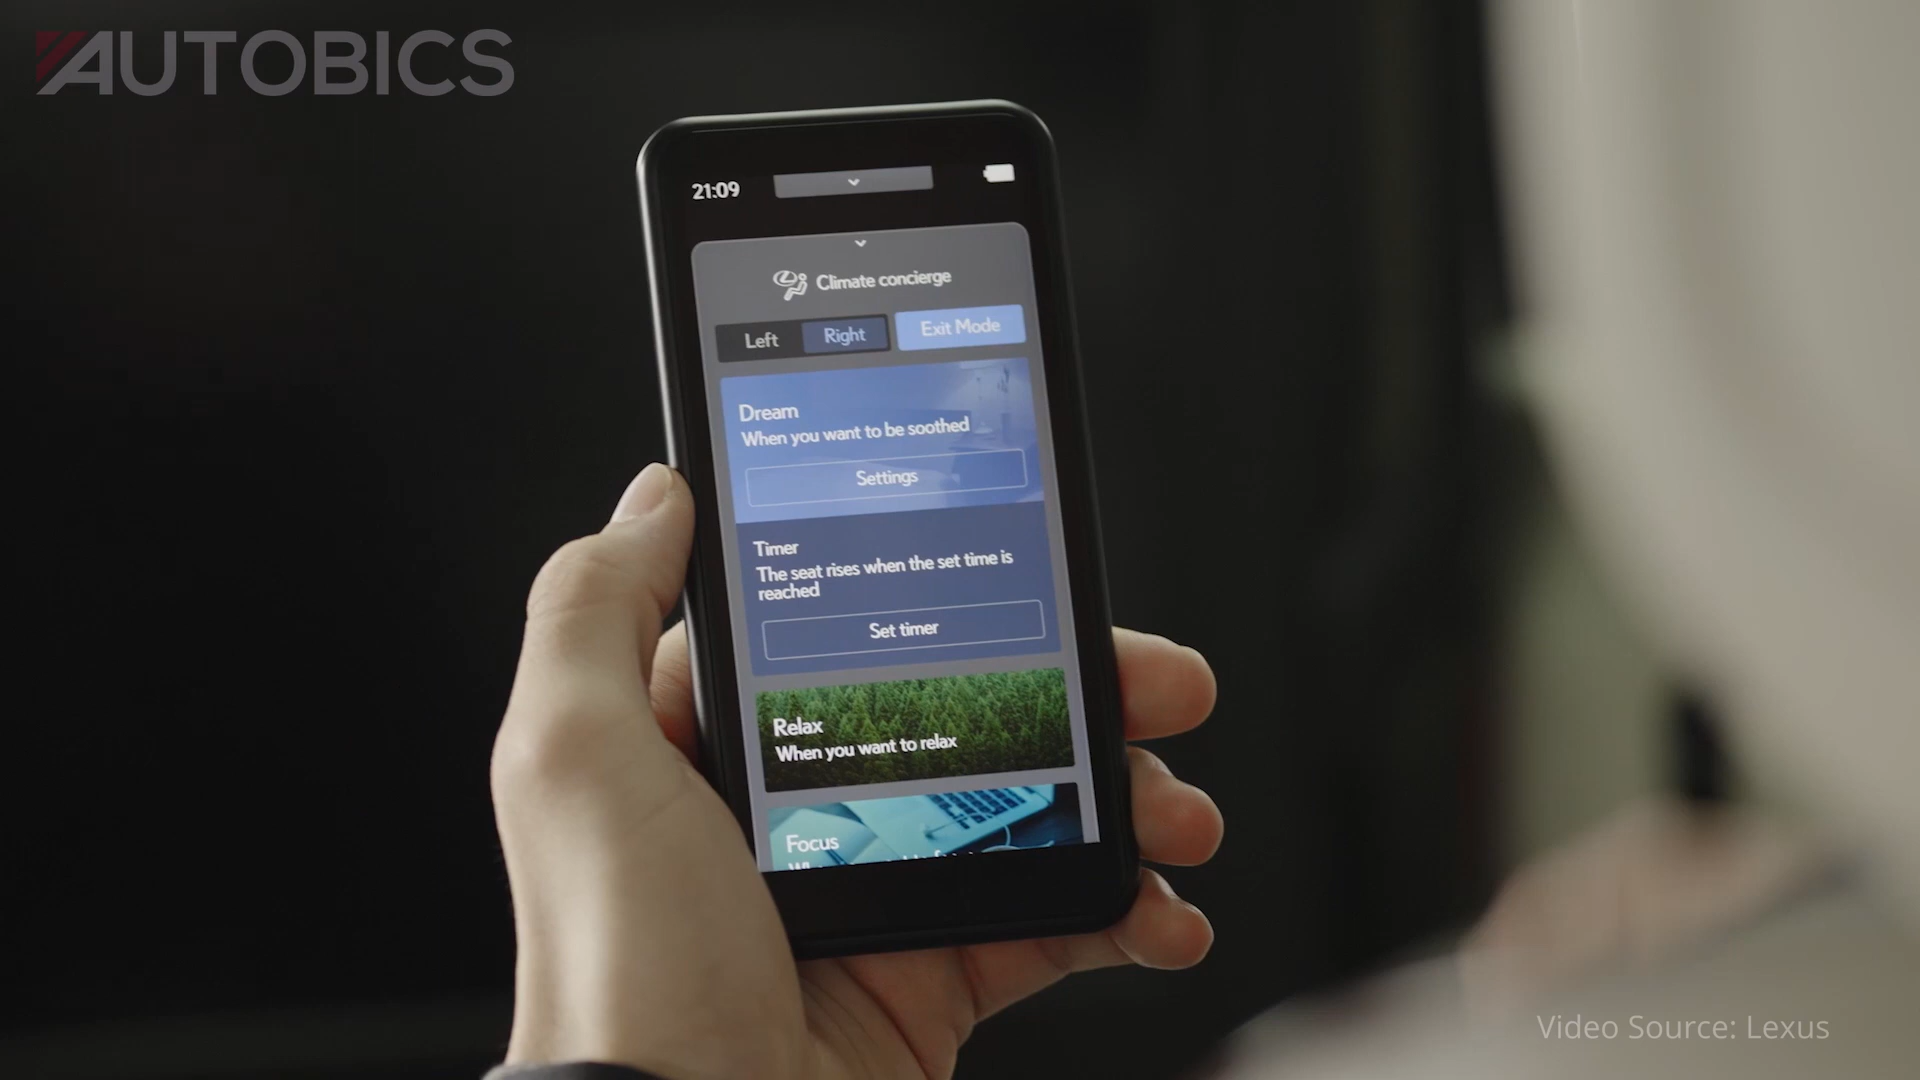 AUTOBICS
21:09
Climate concierge
Left
Right
Exit Mode
Dream
When you want to be soothed
Settings
Timer
The seat rises when the set time is
reached
Set timer
Relax
When you want to relax
Focus
Video Source: Lexus